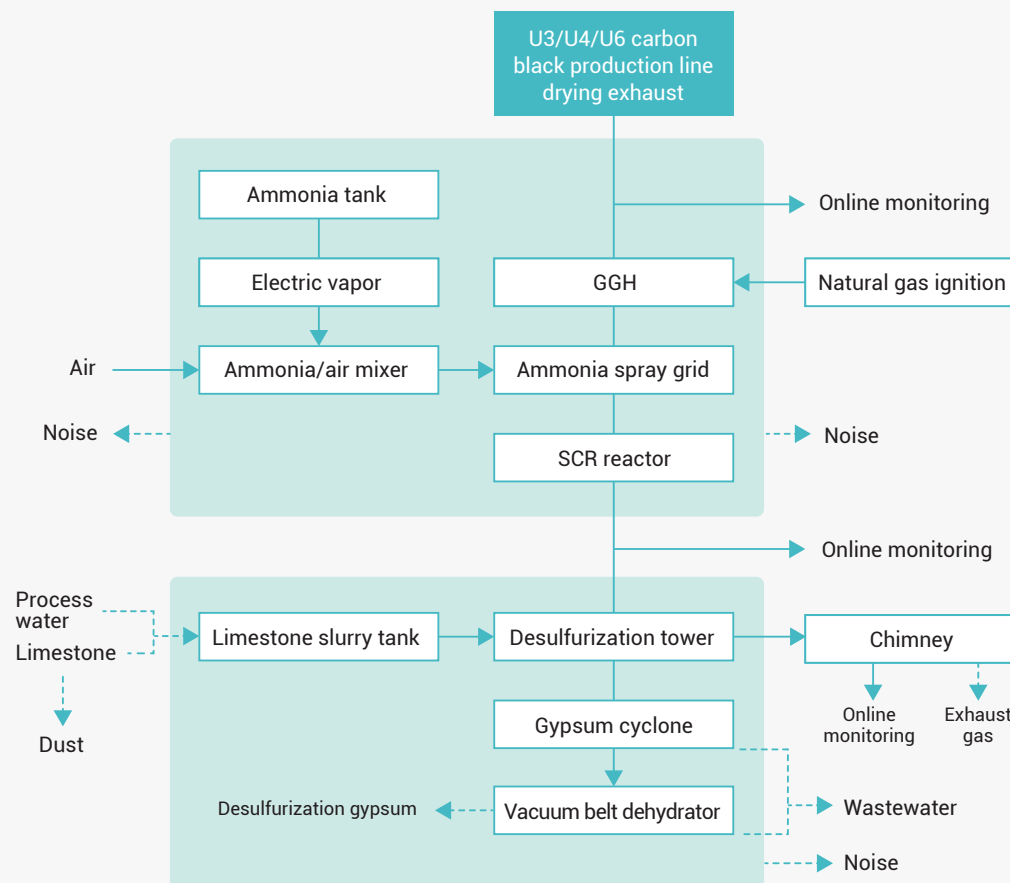 U3/U4/U6 carbon
black production line
drying exhaust
Ammonia tank
Online monitoring
Electric vapor
GGH
Natural gas ignition
Air
Ammonia/air mixer
Ammonia spray grid
Noise
Noise
SCR reactor
Online monitoring
Process
water
Limestone
Limestone slurry tank
Desulfurization tower
Chimney
Dust
Gypsum cyclone
Online
monitoring
Exhaust
gas
Desulfurization gypsum
Vacuum belt dehydrator
Wastewater
Noise